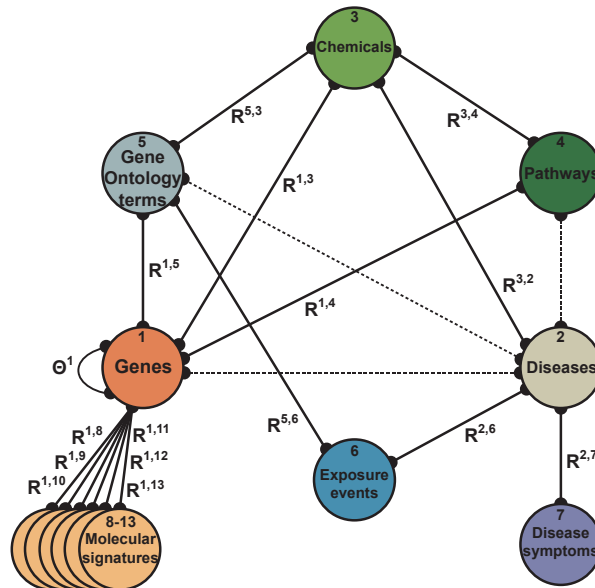 3
Chemicals
R5,3
R3,4
5
Gene
Ontology
terms
4
Pathways
R1,3
R1,5
R1,4
R3,2
1
Genes
Θ1
2
Diseases
R5,6
R2,6
R1,8
R1,9
R1,10
R1,11
R1,12
R1,13
6
Exposure
events
R2,7
7
Disease
symptoms
8-13
Molecular
signatures